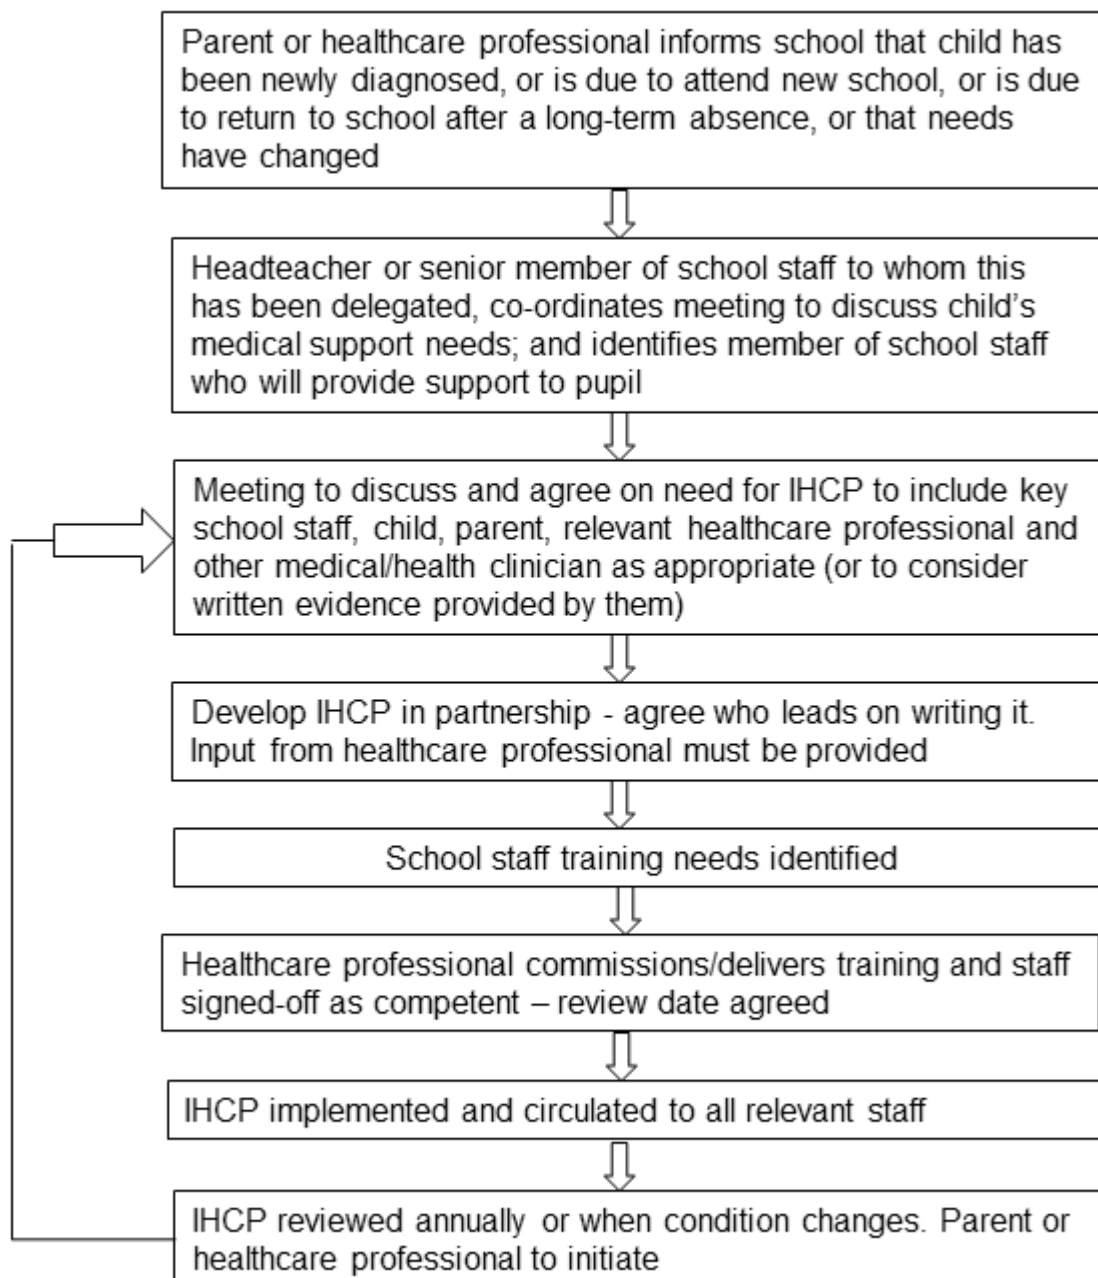 Parent or healthcare professional informs school that child has
been newly diagnosed, or is due to attend new school, or is due
to return to school after a long-term absence, or that needs
have changed
Headteacher or senior member of school staff to whom this
has been delegated, co-ordinates meeting to discuss child's
medical support needs; and identifies member of school staff
who will provide support to pupil
Meeting to discuss and agree on need for IHCP to include key
school staff, child, parent, relevant healthcare professional and
other medical/health clinician as appropriate (or to consider
written evidence provided by them)
Develop IHCP in partnership - agree who leads on writing it.
Input from healthcare professional must be provided
School staff training needs identified
Healthcare professional commissions/delivers training and staff
signed-off as competent – review date agreed
IHCP implemented and circulated to all relevant staff
IHCP reviewed annually or when condition changes. Parent or
healthcare professional to initiate